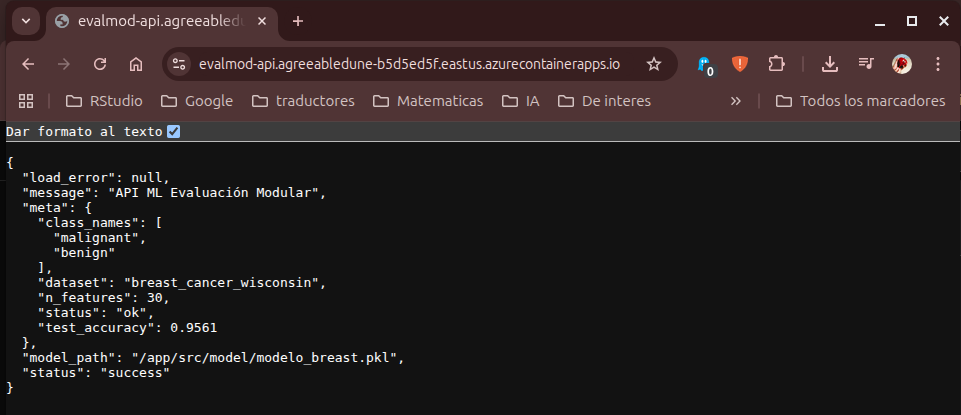 evalmod-api.agreeabledu
evalmod-api.agreeabledune-b5d5ed5f.eastus.azurecontainerapps.io
0
RStudio
Google
traductores
Matematicas
IA
De interes
»
Todos los marcadores
Dar formato al texto
{
  "load_error": null,
  "message": "API ML Evaluación Modular",
  "meta": {
    "class_names": [
      "malignant",
      "benign"
    ],
    "dataset": "breast_cancer_wisconsin",
    "n_features": 30,
    "status": "ok",
    "test_accuracy": 0.9561
  },
  "model_path": "/app/src/model/modelo_breast.pkl",
  "status": "success"
}